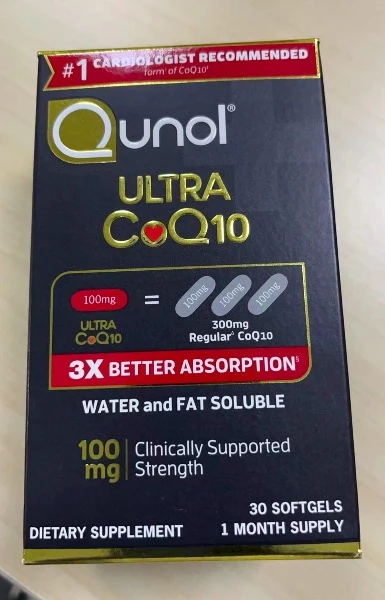 #1 CARDIOLOGIST RECOMMENDED
form† of CoQ10†
Qunol®
ULTRA
CoQ10
100mg = 100mg 100mg 100mg
ULTRA
CoQ10
300mg
Regular^ CoQ10
3X BETTER ABSORPTION§
WATER and FAT SOLUBLE
100
mg
Clinically Supported
Strength
30 SOFTGELS
DIETARY SUPPLEMENT
1 MONTH SUPPLY